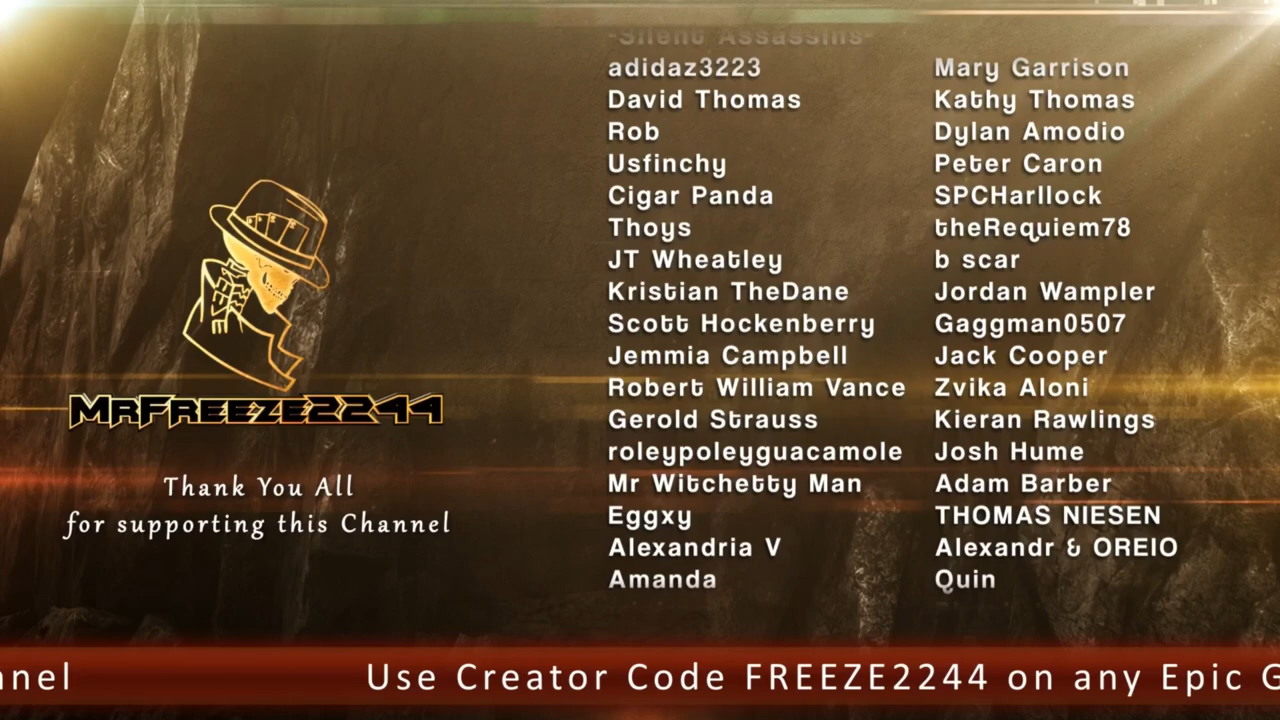 -Silent Assassins-
adidaz3223
David Thomas
Rob
Usfinchy
Cigar Panda
Thoys
JT Wheatley
Kristian TheDane
Scott Hockenberry
Jemmia Campbell
Robert William Vance
Gerold Strauss
roleypoleyguacamole
Mr Witchetty Man
Eggxy
Alexandria V
Amanda
Mary Garrison
Kathy Thomas
Dylan Amodio
Peter Caron
SPCHarllock
theRequiem78
b scar
Jordan Wampler
Gaggman0507
Jack Cooper
Zvika Aloni
Kieran Rawlings
Josh Hume
Adam Barber
THOMAS NIESEN
Alexandr & OREIO
Quin
MrFreeze2244
Thank You All
for supporting this Channel
nnel Use Creator Code FREEZE2244 on any Epic G